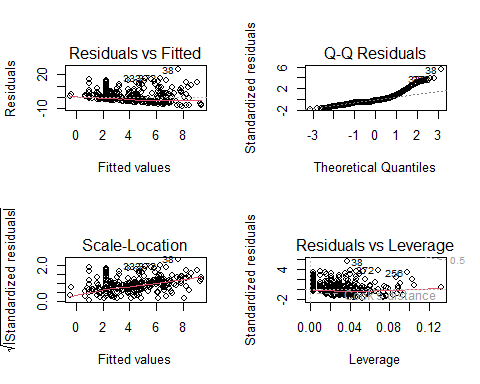 Residuals vs Fitted
Residuals
-10
20
38
0 2 4 6 8
Fitted values
Q-Q Residuals
Standardized residuals
-2
2
6
38
-3 -2 -1 0 1 2 3
Theoretical Quantiles
Scale-Location
√|Standardized residuals|
0.0
2.0
38
0 2 4 6 8
Fitted values
Residuals vs Leverage
Standardized residuals
-2
4
38
0.5
distance
0.00 0.04 0.08 0.12
Leverage